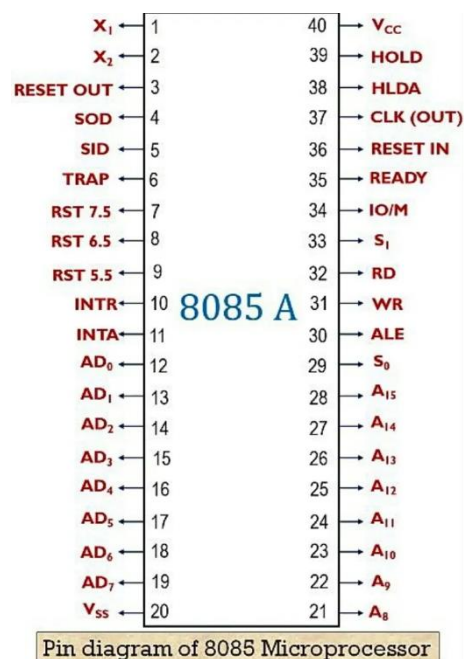 X₁ 1 40 V_CC
X₂ 2 39 HOLD
RESET OUT 3 38 HLDA
SOD 4 37 CLK (OUT)
SID 5 36 RESET IN
TRAP 6 35 READY
RST 7.5 7 34 IO/M
RST 6.5 8 33 S₁
RST 5.5 9 32 RD
INTR 10 31 WR
8085 A
INTA 11 30 ALE
AD₀ 12 29 S₀
AD₁ 13 28 A₁₅
AD₂ 14 27 A₁₄
AD₃ 15 26 A₁₃
AD₄ 16 25 A₁₂
AD₅ 17 24 A₁₁
AD₆ 18 23 A₁₀
AD₇ 19 22 A₉
V_SS 20 21 A₈
Pin diagram of 8085 Microprocessor